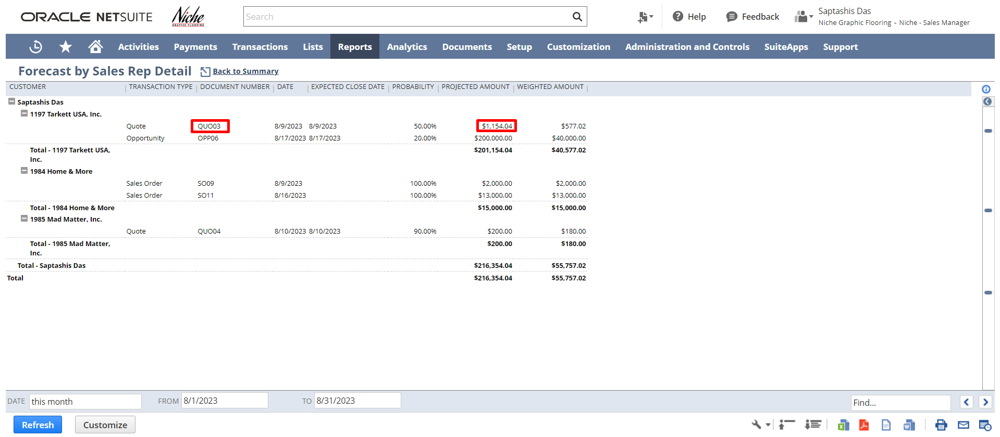 ORACLE NETSUITE
Niche
GRAPHIC FLOORING
Search
Help
Feedback
Saptashis Das
Niche Graphic Flooring - Niche - Sales Manager
Activities Payments Transactions Lists Reports Analytics Documents Setup Customization Administration and Controls SuiteApps Support
Forecast by Sales Rep Detail Back to Summary
CUSTOMER TRANSACTION TYPE DOCUMENT NUMBER DATE EXPECTED CLOSE DATE PROBABILITY PROJECTED AMOUNT WEIGHTED AMOUNT
Saptashis Das
1197 Tarkett USA, Inc.
Quote QUO03 8/9/2023 8/9/2023 50.00% $1,154.04 $577.02
Opportunity OPP06 8/17/2023 8/17/2023 20.00% $200,000.00 $40,000.00
Total - 1197 Tarkett USA, $201,154.04 $40,577.02
Inc.
1984 Home & More
Sales Order SO09 8/9/2023 100.00% $2,000.00 $2,000.00
Sales Order SO11 8/16/2023 100.00% $13,000.00 $13,000.00
Total - 1984 Home & More $15,000.00 $15,000.00
1985 Mad Matter, Inc.
Quote QUO04 8/10/2023 8/10/2023 90.00% $200.00 $180.00
Total - 1985 Mad Matter, $200.00 $180.00
Inc.
Total - Saptashis Das $216,354.04 $55,757.02
Total $216,354.04 $55,757.02
DATE this month FROM 8/1/2023 TO 8/31/2023 Find...
Refresh Customize